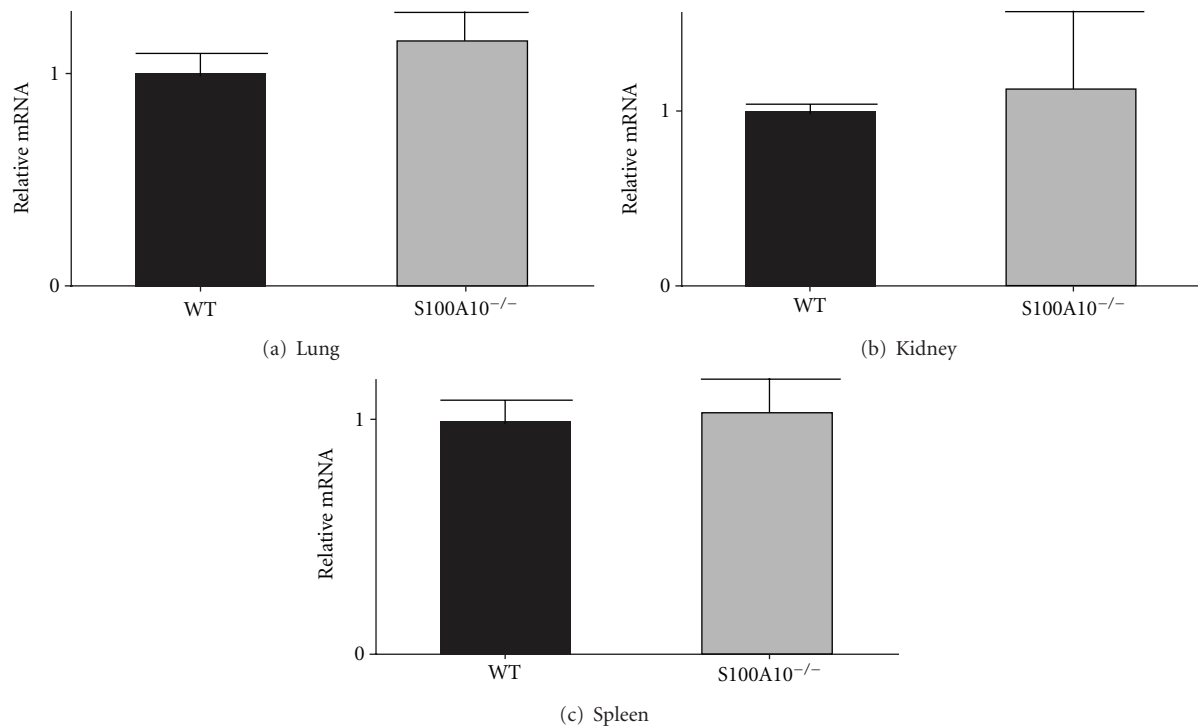 Relative mRNA
1
0
WT
S100A10−/−
(a) Lung
Relative mRNA
1
0
WT
S100A10−/−
(b) Kidney
Relative mRNA
1
0
WT
S100A10−/−
(c) Spleen